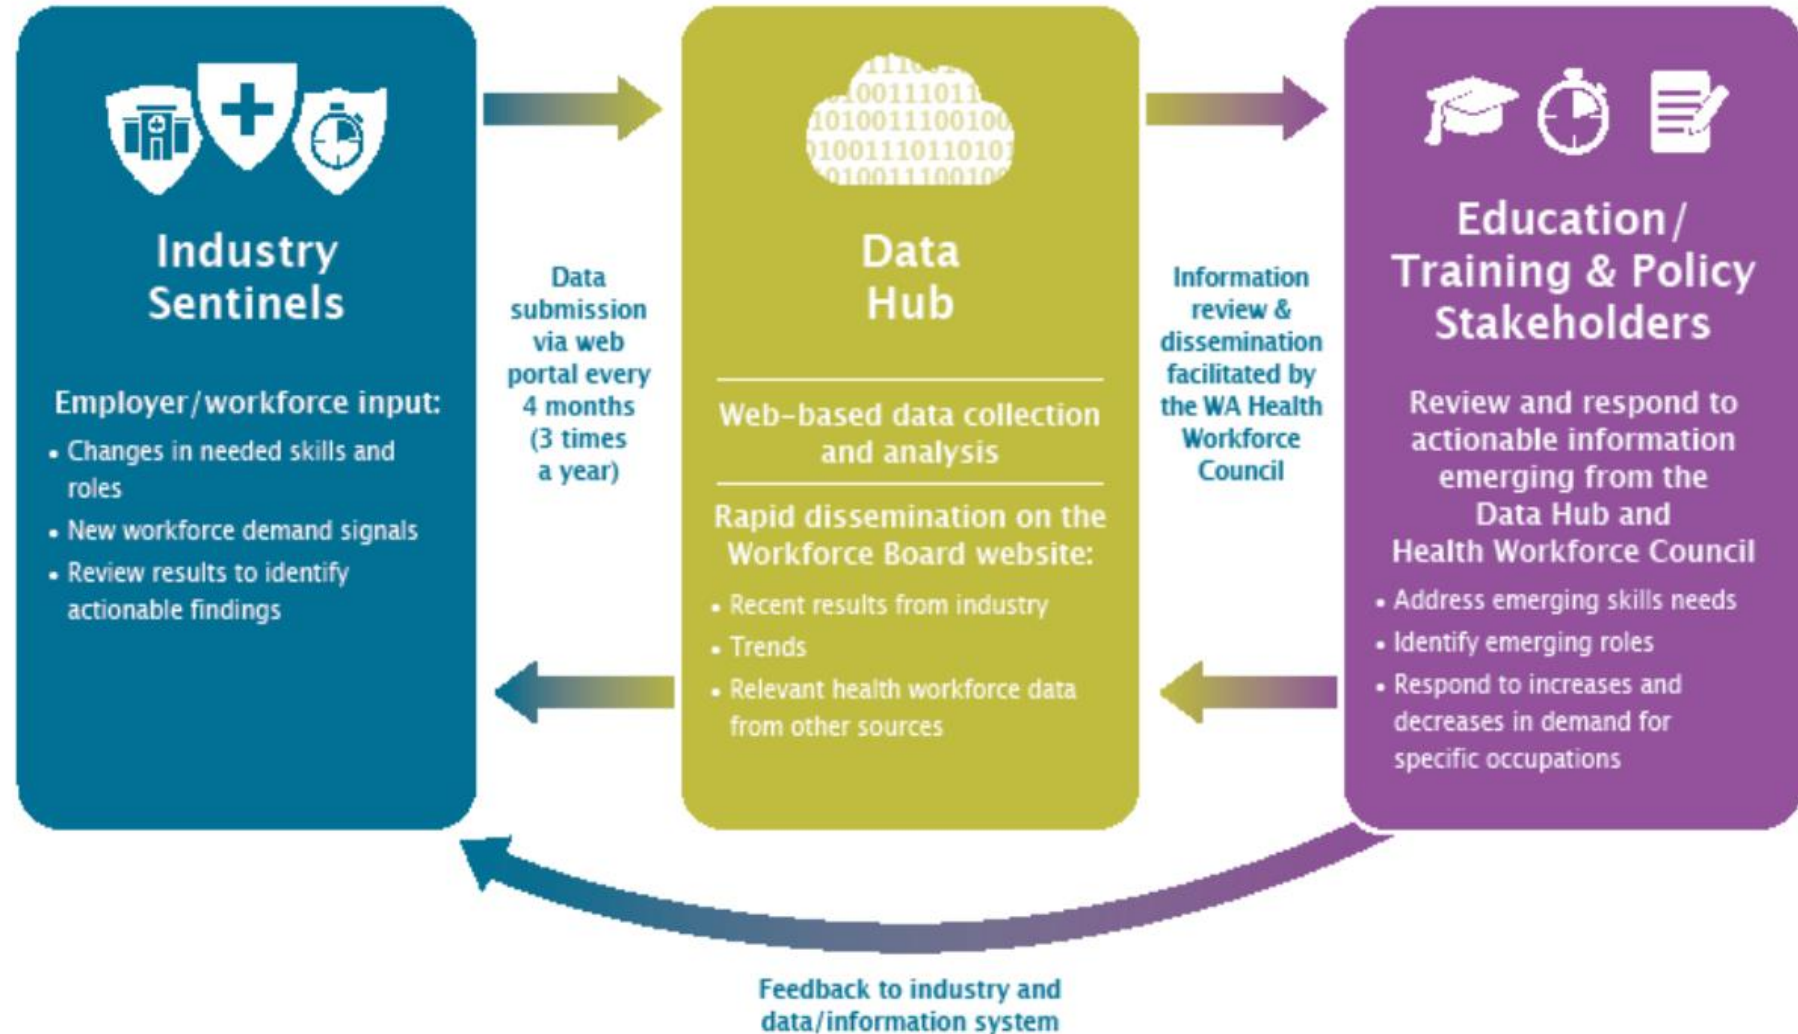 Industry
Sentinels
Employer/workforce input:
• Changes in needed skills and
roles
• New workforce demand signals
• Review results to identify
actionable findings
Data
submission
via web
portal every
4 months
(3 times
a year)
100111011
1010011100100
0100111011010
010011100100
Data
Hub
Web-based data collection
and analysis
Rapid dissemination on the
Workforce Board website:
• Recent results from industry
• Trends
• Relevant health workforce data
from other sources
Information
review &
dissemination
facilitated by
the WA Health
Workforce
Council
Education/
Training & Policy
Stakeholders
Review and respond to
actionable information
emerging from the
Data Hub and
Health Workforce Council
• Address emerging skills needs
• Identify emerging roles
• Respond to increases and
decreases in demand for
specific occupations
Feedback to industry and
data/information system